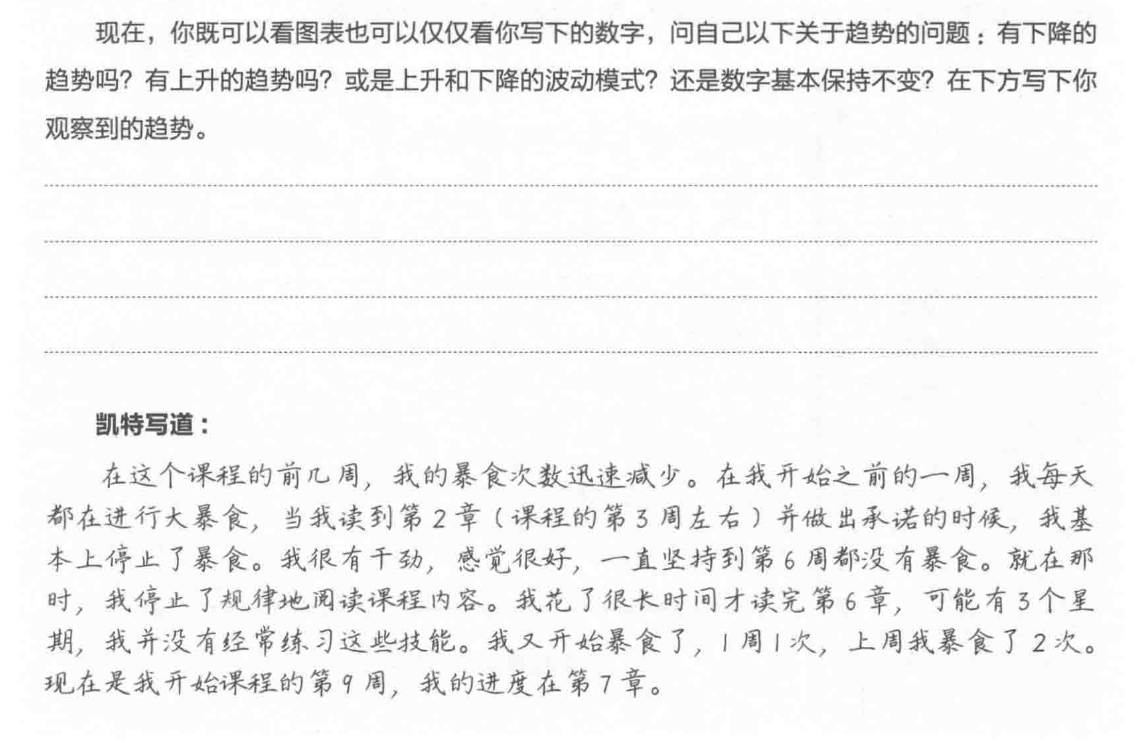 现在，你既可以看图表也可以仅仅看你写下的数字，问自己以下关于趋势的问题：有下降的
趋势吗？有上升的趋势吗？或是上升和下降的波动模式？还是数字基本保持不变？在下方写下你
观察到的趋势。
凯特写道：
在这个课程的前几周，我的暴食次数迅速减少。在我开始之前的一周，我每天
都在进行大暴食，当我读到第2章（课程的第3周左右）并做出承诺的时候，我基
本上停止了暴食。我很有干劲，感觉很好，一直坚持到第6周都没有暴食。就在那
时，我停止了规律地阅读课程内容。我花了很长时间才读完第6章，可能有3个星
期，我并没有经常练习这些技能。我又开始暴食了，1周1次，上周我暴食了2次。
现在是我开始课程的第9周，我的进度在第7章。